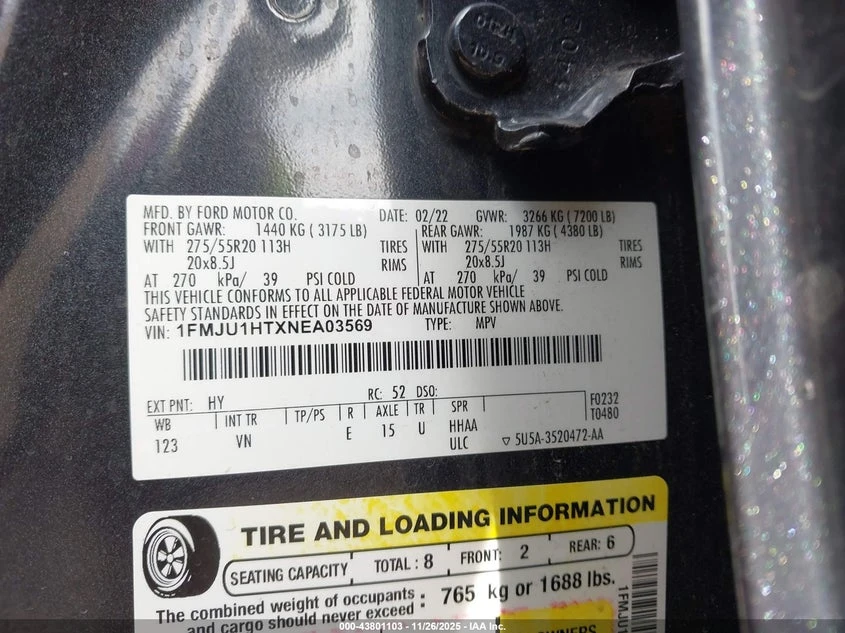 MFD. BY FORD MOTOR CO. DATE: 02/22 GVWR: 3266 KG ( 7200 LB)
FRONT GAWR: 1440 KG ( 3175 LB) REAR GAWR: 1987 KG ( 4380 LB)
WITH 275/55R20 113H TIRES WITH 275/55R20 113H TIRES
20x8.5J RIMS 20x8.5J RIMS
AT 270 kPa/ 39 PSI COLD AT 270 kPa/ 39 PSI COLD
THIS VEHICLE CONFORMS TO ALL APPLICABLE FEDERAL MOTOR VEHICLE
SAFETY STANDARDS IN EFFECT ON THE DATE OF MANUFACTURE SHOWN ABOVE.
VIN: 1FMJU1HTXNEA03569 TYPE: MPV
EXT PNT: HY RC: 52 DSO: F0232
WB INT TR TP/PS R AXLE TR SPR T0480
123 VN E 15 U HHAA
ULC ▽ 5U5A-3520472-AA
TIRE AND LOADING INFORMATION
SEATING CAPACITY TOTAL : 8 FRONT: 2 REAR: 6
The combined weight of occupants : 765 kg or 1688 lbs.
and cargo should never exceed
OWNERS
1FMJU1
000-43801103 - 11/26/2025 - IAA Inc.